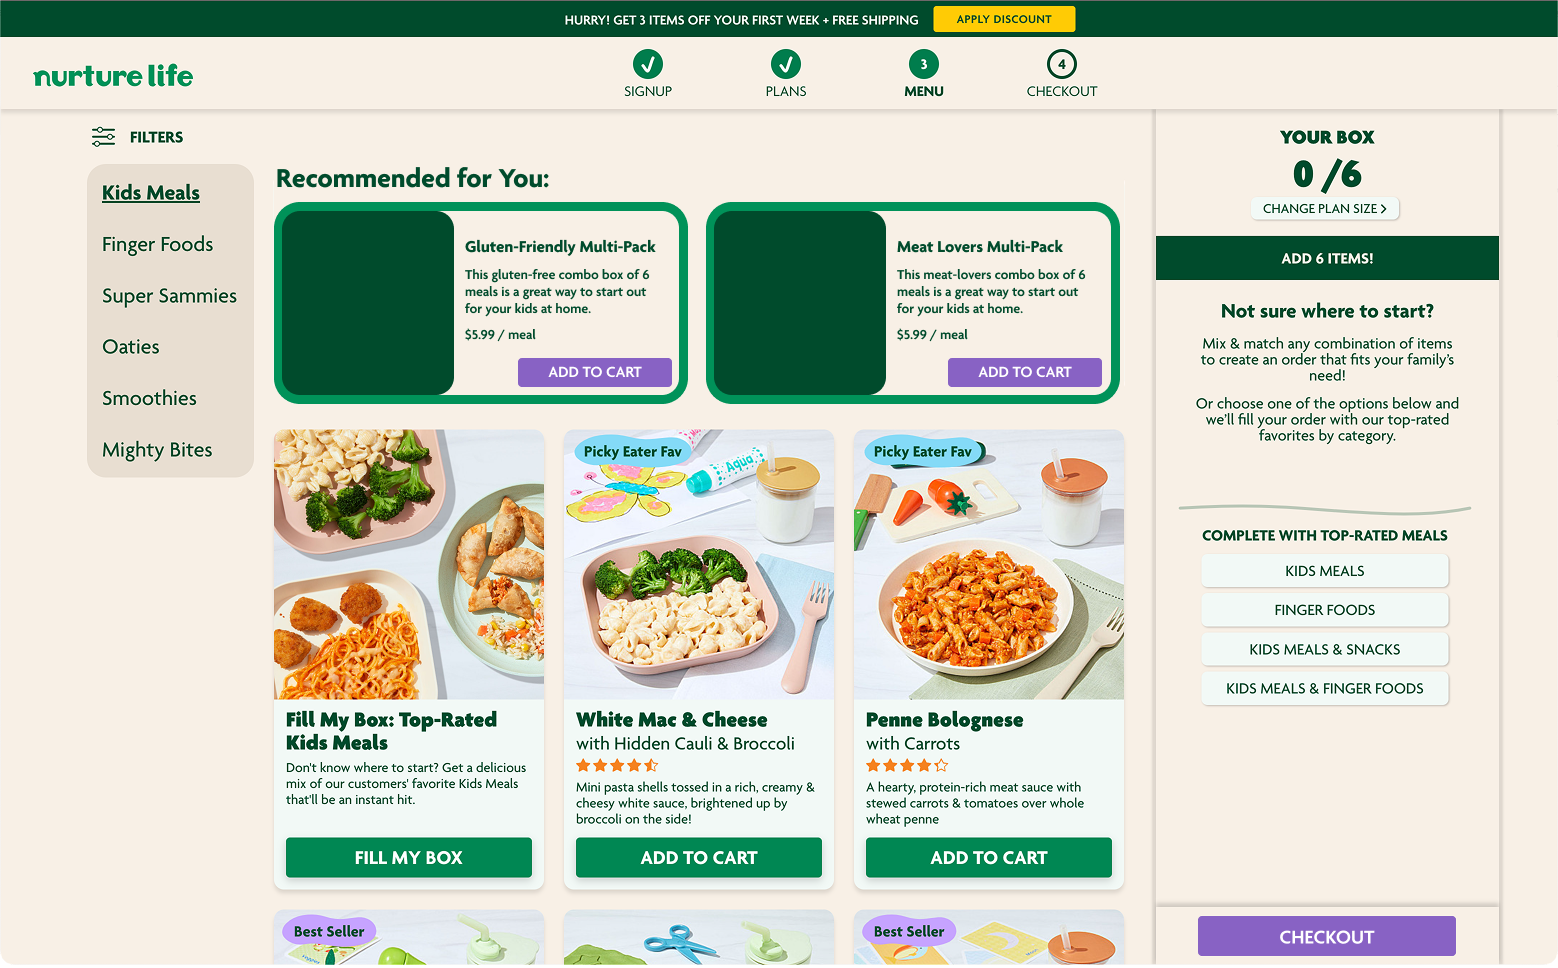 HURRY! GET 3 ITEMS OFF YOUR FIRST WEEK + FREE SHIPPING
APPLY DISCOUNT
nurture life
SIGNUP
PLANS
3
MENU
4
CHECKOUT
FILTERS
Kids Meals
Finger Foods
Super Sammies
Oaties
Smoothies
Mighty Bites
Recommended for You:
Gluten-Friendly Multi-Pack
This gluten-free combo box of 6
meals is a great way to start out
for your kids at home.
$5.99 / meal
ADD TO CART
Meat Lovers Multi-Pack
This meat-lovers combo box of 6
meals is a great way to start out
for your kids at home.
$5.99 / meal
ADD TO CART
Fill My Box: Top-Rated
Kids Meals
Don't know where to start? Get a delicious
mix of our customers' favorite Kids Meals
that'll be an instant hit.
FILL MY BOX
Picky Eater Fav
Aqua
White Mac & Cheese
with Hidden Cauli & Broccoli
Mini pasta shells tossed in a rich, creamy &
cheesy white sauce, brightened up by
broccoli on the side!
ADD TO CART
Picky Eater Fav
Penne Bolognese
with Carrots
A hearty, protein-rich meat sauce with
stewed carrots & tomatoes over whole
wheat penne
ADD TO CART
Best Seller
Best Seller
YOUR BOX
0 /6
CHANGE PLAN SIZE >
ADD 6 ITEMS!
Not sure where to start?
Mix & match any combination of items
to create an order that fits your family's
need!
Or choose one of the options below and
we'll fill your order with our top-rated
favorites by category.
COMPLETE WITH TOP-RATED MEALS
KIDS MEALS
FINGER FOODS
KIDS MEALS & SNACKS
KIDS MEALS & FINGER FOODS
CHECKOUT